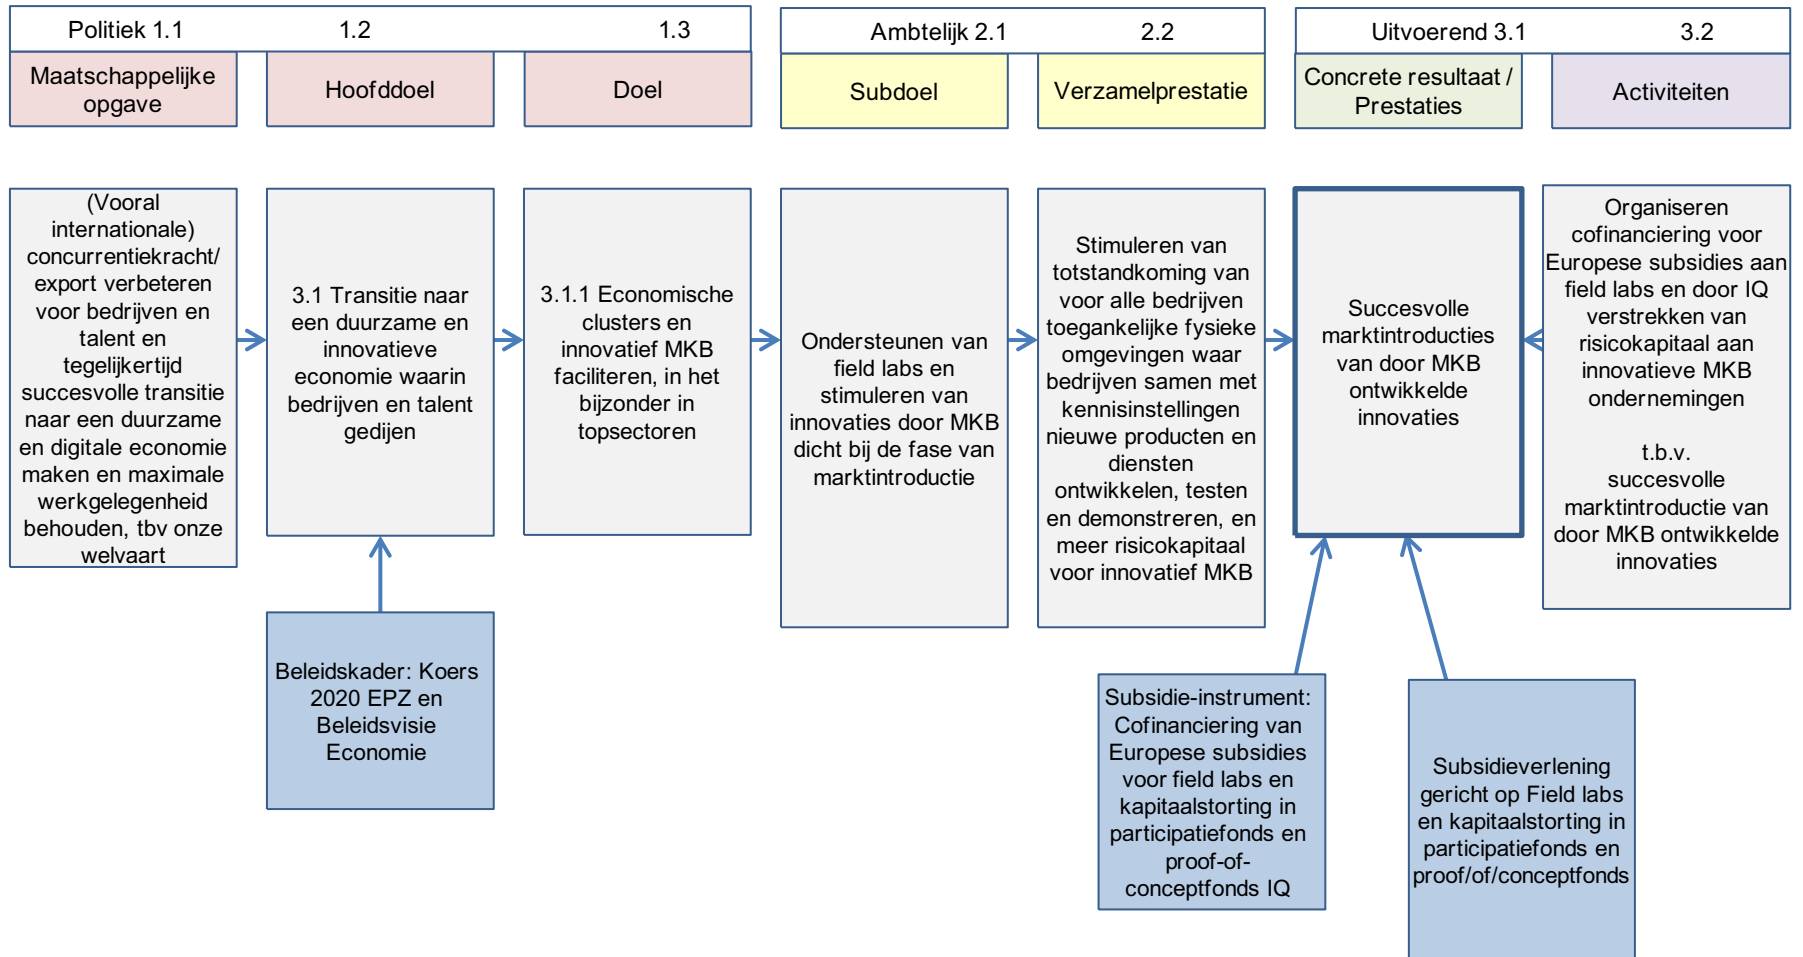 Politiek 1.1 1.2 1.3
Ambtelijk 2.1 2.2
Uitvoerend 3.1 3.2
Maatschappelijke
opgave
Hoofddoel
Doel
Subdoel
Verzamelprestatie
Concrete resultaat /
Prestaties
Activiteiten
(Vooral
internationale)
concurrentiekracht/
export verbeteren
voor bedrijven en
talent en
tegelijkertijd
succesvolle transitie
naar een duurzame
en digitale economie
maken en maximale
werkgelegenheid
behouden, tbv onze
welvaart
3.1 Transitie naar
een duurzame en
innovatieve
economie waarin
bedrijven en talent
gedijen
3.1.1 Economische
clusters en
innovatief MKB
faciliteren, in het
bijzonder in
topsectoren
Ondersteunen van
field labs en
stimuleren van
innovaties door MKB
dicht bij de fase van
marktintroductie
Stimuleren van
totstandkoming van
voor alle bedrijven
toegankelijke fysieke
omgevingen waar
bedrijven samen met
kennisinstellingen
nieuwe producten en
diensten
ontwikkelen, testen
en demonstreren, en
meer risicokapitaal
voor innovatief MKB
Succesvolle
marktintroducties
van door MKB
ontwikkelde
innovaties
Organiseren
cofinanciering voor
Europese subsidies aan
field labs en door IQ
verstrekken van
risicokapitaal aan
innovatieve MKB
ondernemingen
t.b.v.
succesvolle
marktintroductie van
door MKB ontwikkelde
innovaties
Beleidskader: Koers
2020 EPZ en
Beleidsvisie
Economie
Subsidie-instrument:
Cofinanciering van
Europese subsidies
voor field labs en
kapitaalstorting in
participatiefonds en
proof-of-
conceptfonds IQ
Subsidieverlening
gericht op Field labs
en kapitaalstorting in
participatiefonds en
proof/of/conceptfonds